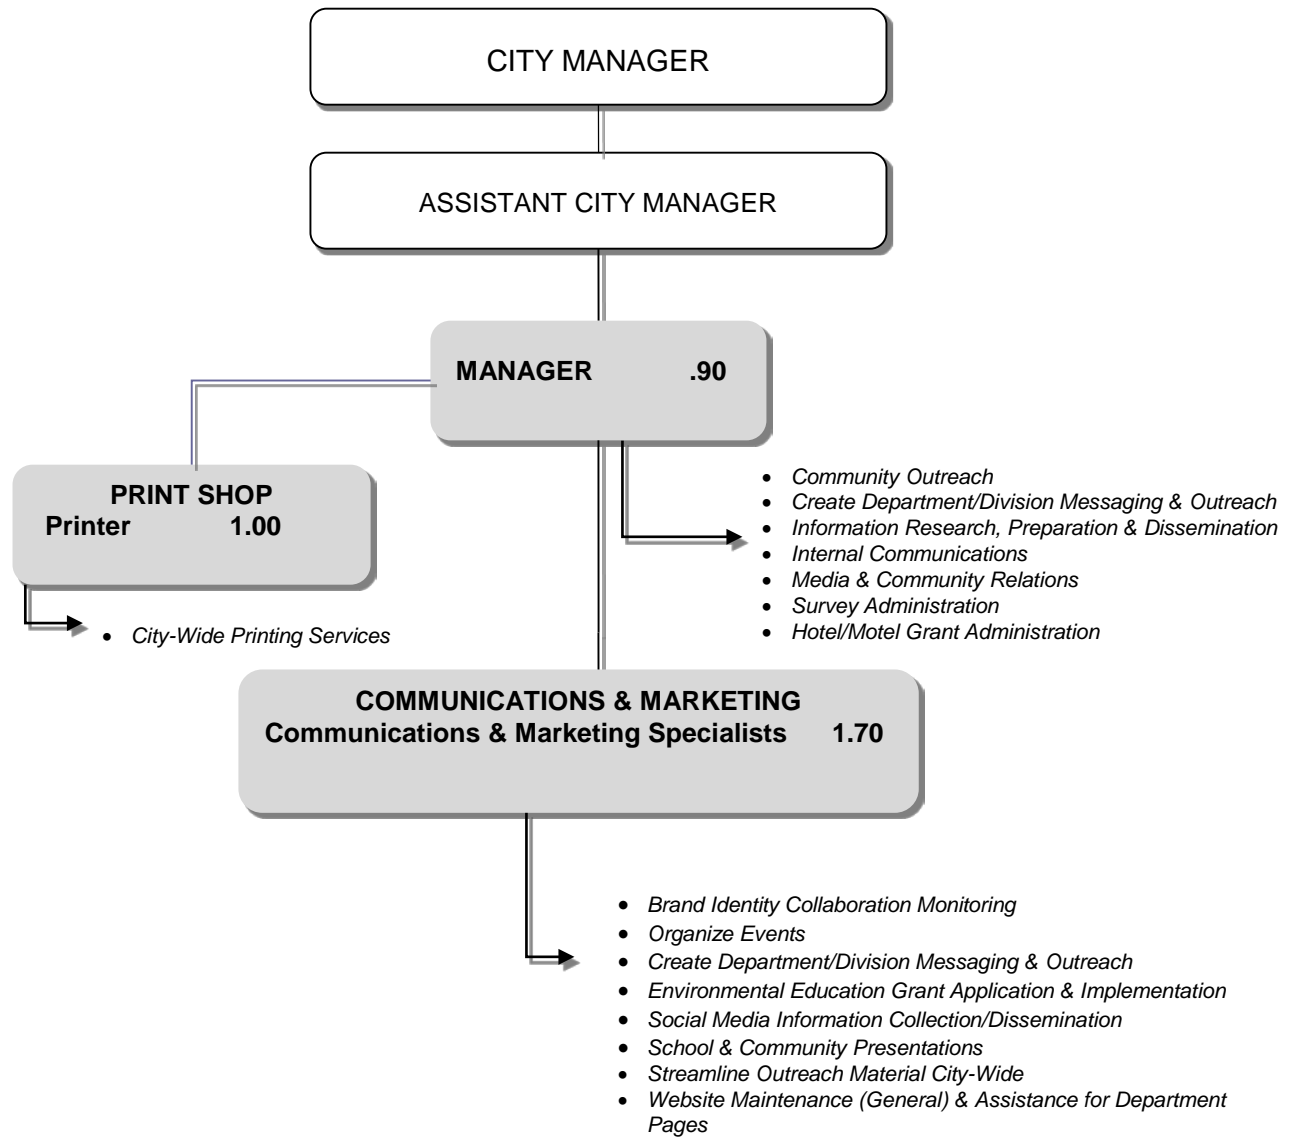 CITY MANAGER
ASSISTANT CITY MANAGER
MANAGER .90
PRINT SHOP
Printer 1.00
• City-Wide Printing Services
• Community Outreach
• Create Department/Division Messaging & Outreach
• Information Research, Preparation & Dissemination
• Internal Communications
• Media & Community Relations
• Survey Administration
• Hotel/Motel Grant Administration
COMMUNICATIONS & MARKETING
Communications & Marketing Specialists 1.70
• Brand Identity Collaboration Monitoring
• Organize Events
• Create Department/Division Messaging & Outreach
• Environmental Education Grant Application & Implementation
• Social Media Information Collection/Dissemination
• School & Community Presentations
• Streamline Outreach Material City-Wide
• Website Maintenance (General) & Assistance for Department
Pages